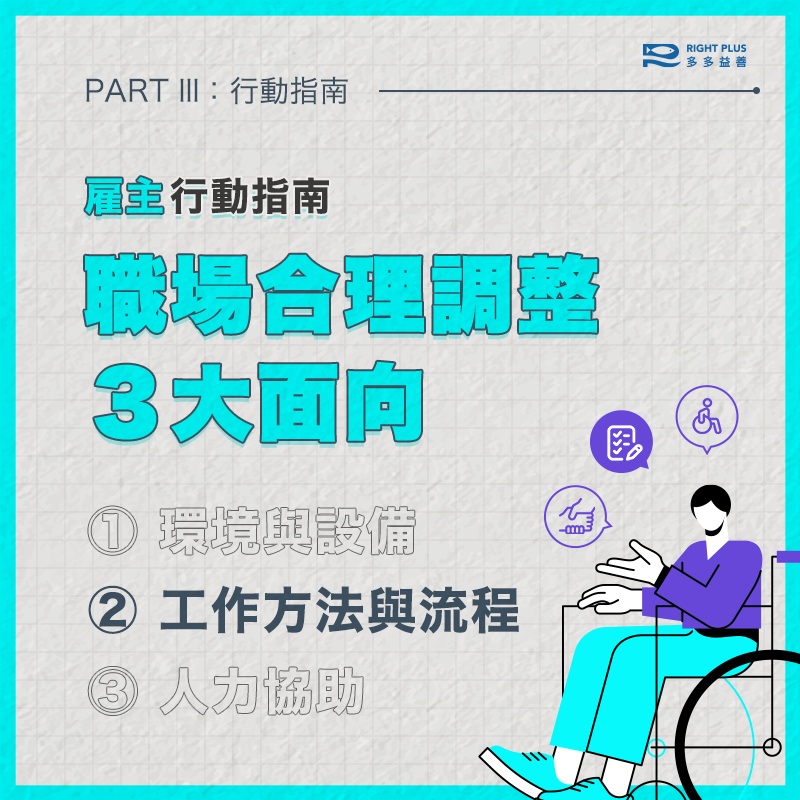 RIGHT PLUS
多多益善
PART III：行動指南
雇主行動指南
職場合理調整
3大面向
① 環境與設備
② 工作方法與流程
③ 人力協助